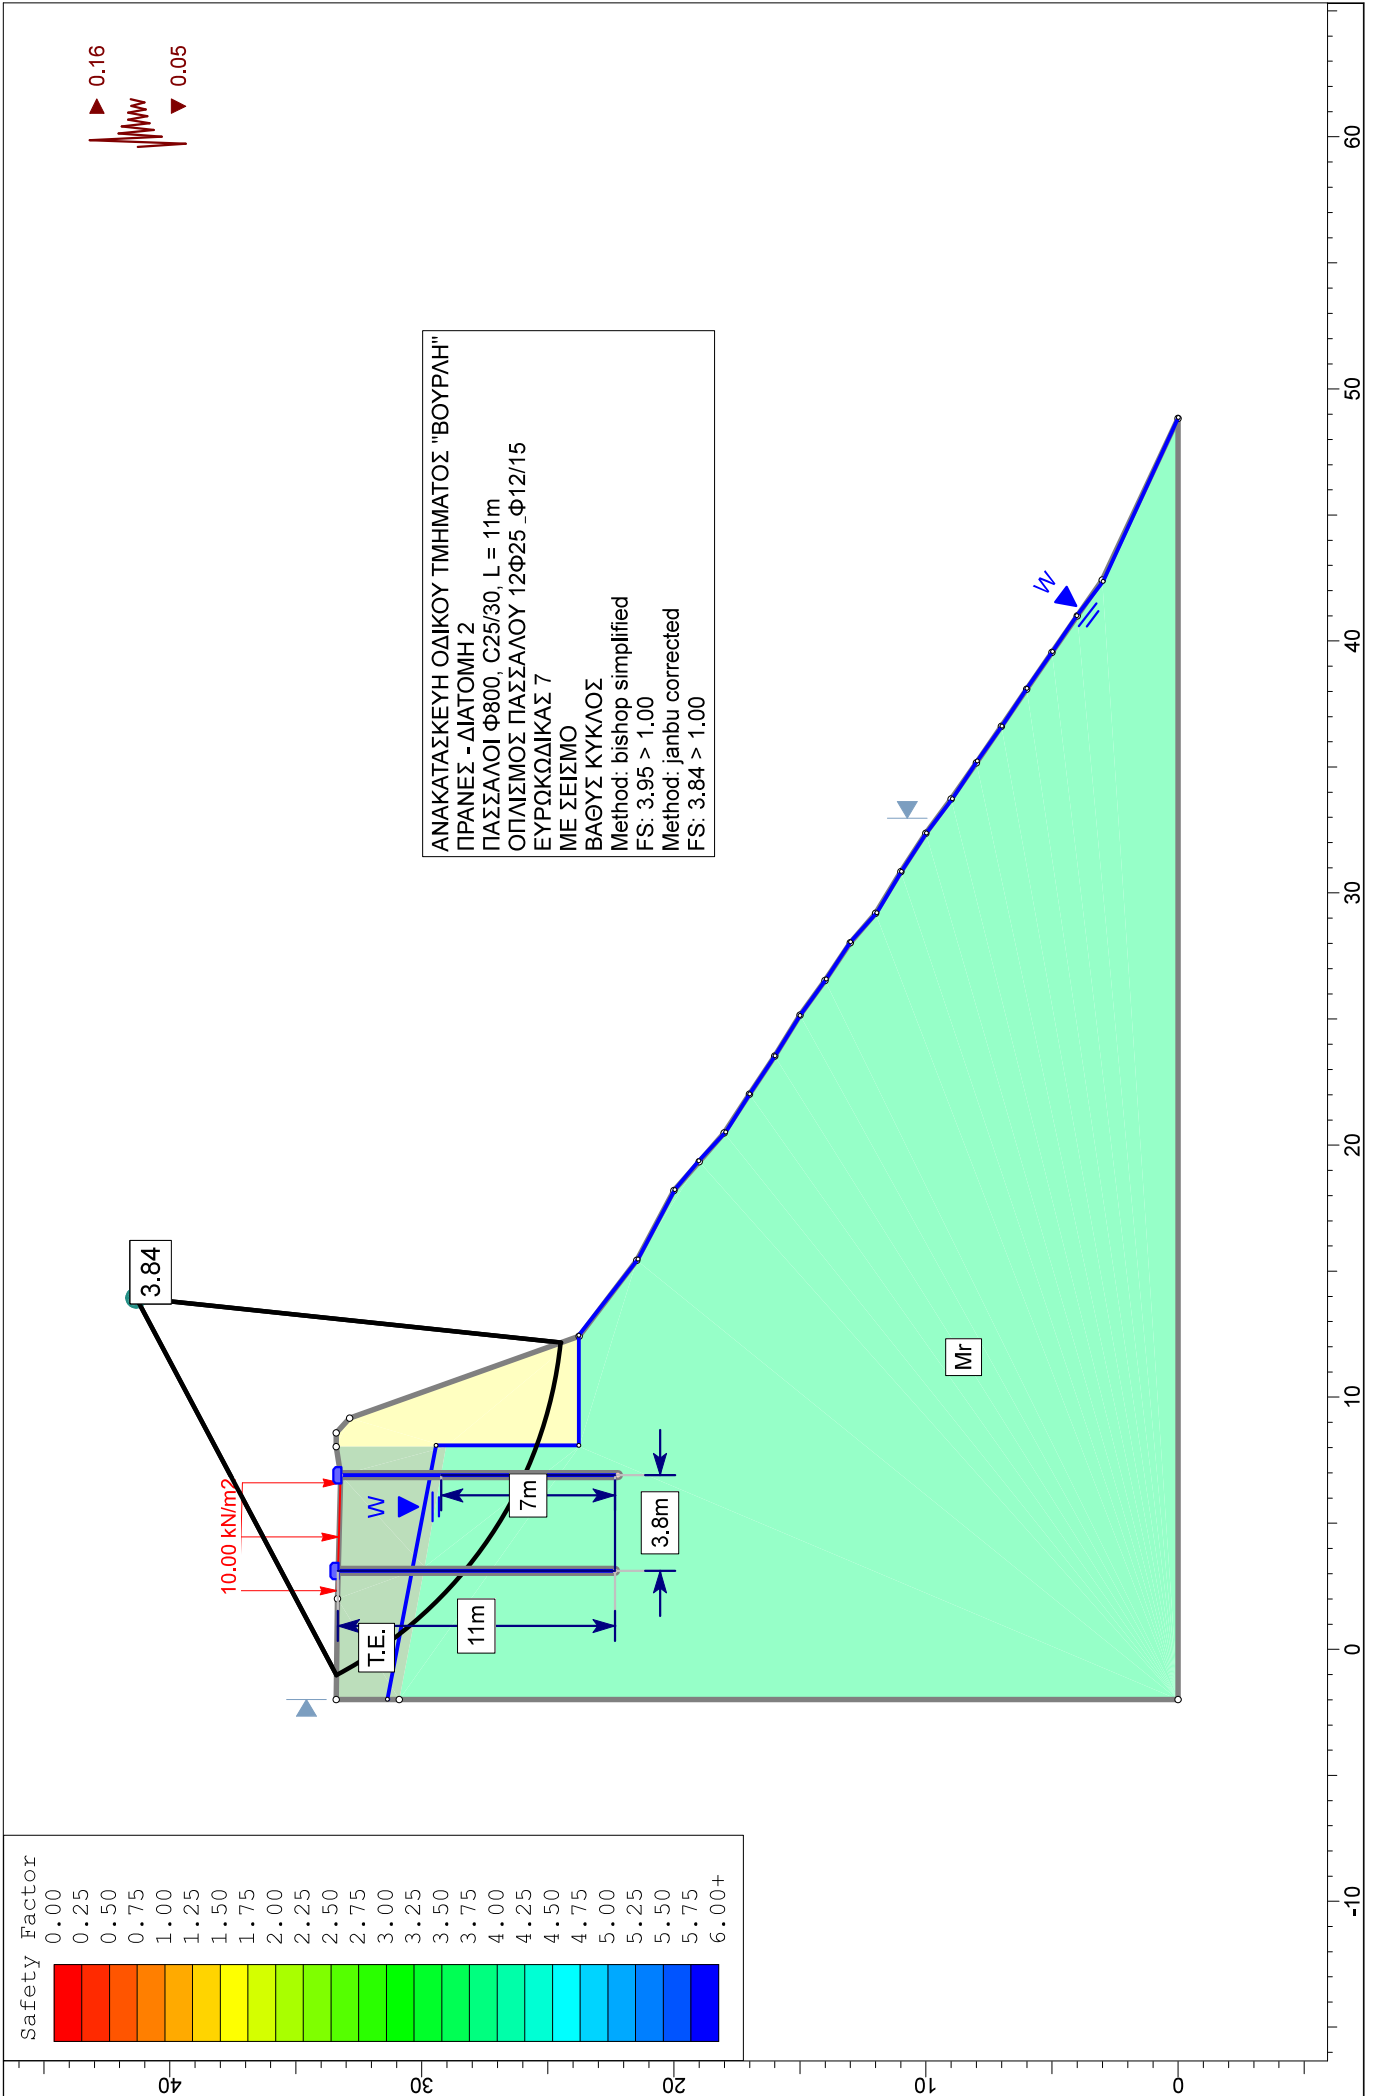 Safety Factor
0.00
0.25
0.50
0.75
1.00
1.25
1.50
1.75
2.00
2.25
2.50
2.75
3.00
3.25
3.50
3.75
4.00
4.25
4.50
4.75
5.00
5.25
5.50
5.75
6.00+
0.16
0.05
3.84
ΑΝΑΚΑΤΑΣΚΕΥΗ ΟΔΙΚΟΥ ΤΜΗΜΑΤΟΣ "ΒΟΥΡΛΗ"
ΠΡΑΝΕΣ - ΔΙΑΤΟΜΗ 2
ΠΑΣΣΑΛΟΙ Φ800, C25/30, L = 11m
ΟΠΛΙΣΜΟΣ ΠΑΣΣΑΛΟΥ 12Φ25 _Φ12/15
ΕΥΡΩΚΩΔΙΚΑΣ 7
ΜΕ ΣΕΙΣΜΟ
ΒΑΘΥΣ ΚΥΚΛΟΣ
Method: bishop simplified
FS: 3.95 > 1.00
Method: janbu corrected
FS: 3.84 > 1.00
10.00 kN/m2
W
T.E.
11m
7m
3.8m
Mr
W
40
30
20
10
0
-10
0
10
20
30
40
50
60